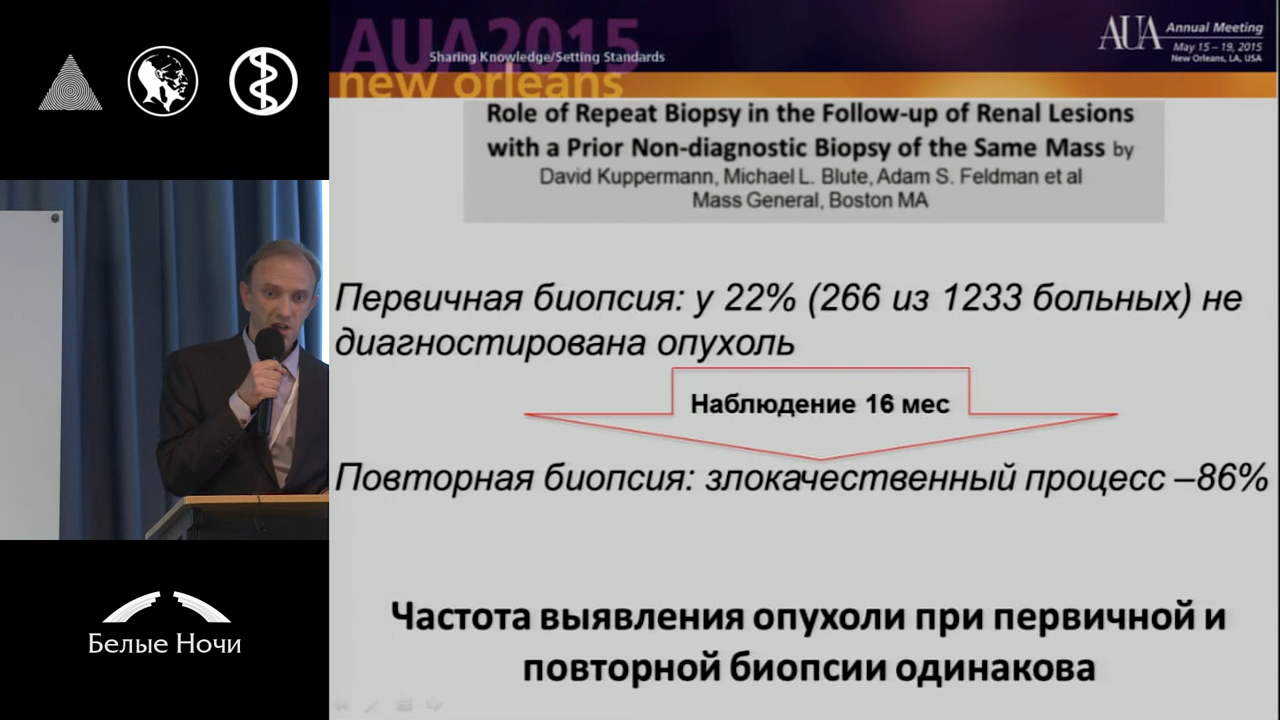 AUA2015
Sharing Knowledge/Setting Standards
new orleans
AUA Annual Meeting
May 15 – 19, 2015
New Orleans, LA, USA
Role of Repeat Biopsy in the Follow-up of Renal Lesions
with a Prior Non-diagnostic Biopsy of the Same Mass by
David Kuppermann, Michael L. Blute, Adam S. Feldman et al
Mass General, Boston MA
Первичная биопсия: у 22% (266 из 1233 больных) не
диагностирована опухоль
Наблюдение 16 мес
Повторная биопсия: злокачественный процесс –86%
Частота выявления опухоли при первичной и
повторной биопсии одинакова
Белые Ночи